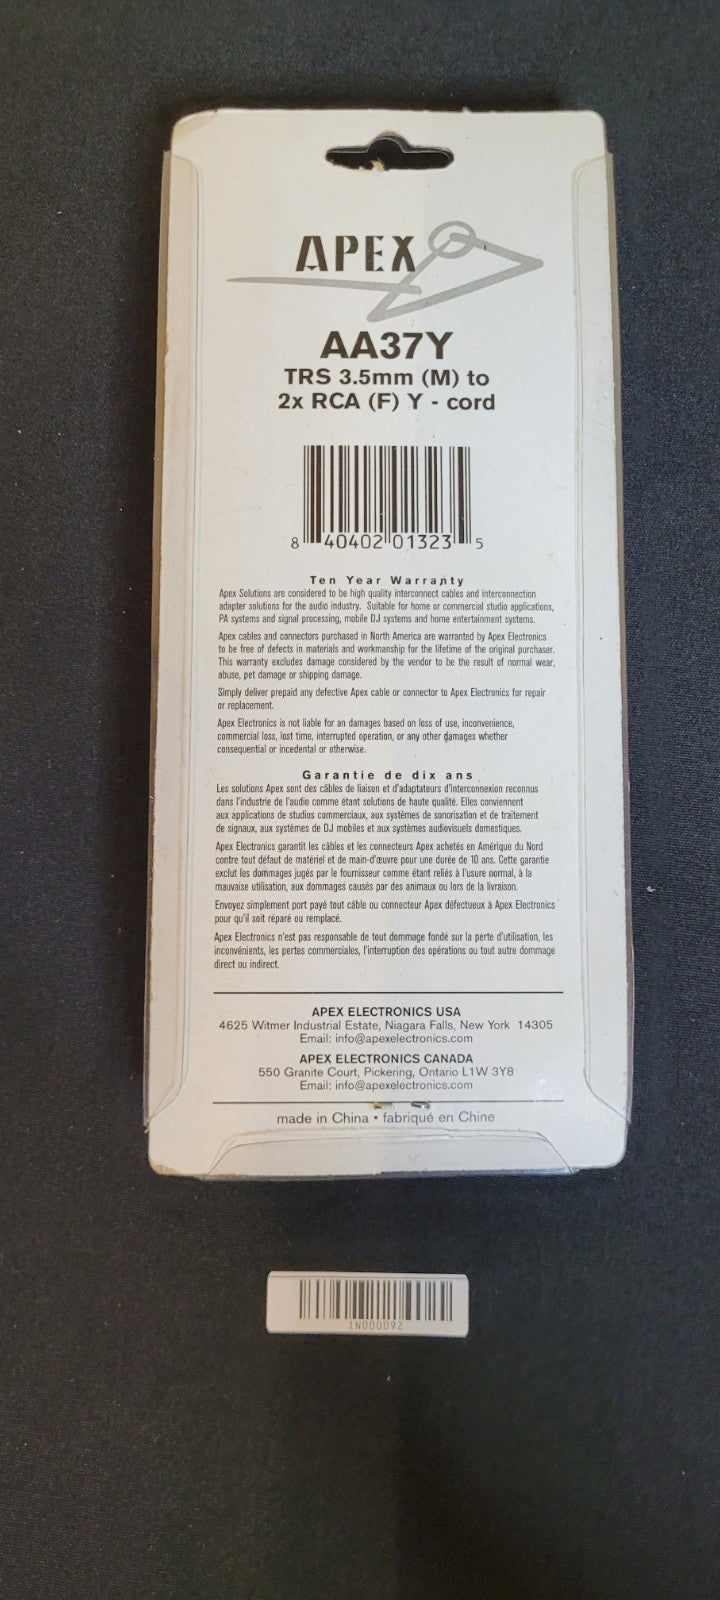 APEX
AA37Y
TRS 3.5mm (M) to
2x RCA (F) Y - cord
8 40402 01323 5
Ten Year Warranty
Apex Solutions are considered to be high quality interconnect cables and interconnection
adapter solutions for the audio industry. Suitable for home or commercial studio applications,
PA systems and signal processing, mobile DJ systems and home entertainment systems.
Apex cables and connectors purchased in North America are warranted by Apex Electronics
to be free of defects in materials and workmanship for the lifetime of the original purchaser.
This warranty excludes damage considered by the vendor to be the result of normal wear,
abuse, pet damage or shipping damage.
Simply deliver prepaid any defective Apex cable or connector to Apex Electronics for repair
or replacement.
Apex Electronics is not liable for an damages based on loss of use, inconvenience,
commercial loss, lost time, interrupted operation, or any other damages whether
consequential or incedental or otherwise.
Garantie de dix ans
Les solutions Apex sont des câbles de liaison et d'adaptateurs d'interconnexion reconnus
dans l'industrie de l'audio comme étant solutions de haute qualité. Elles conviennent
aux applications de studios commerciaux, aux systèmes de sonorisation et de traitement
de signaux, aux systèmes de DJ mobiles et aux systèmes audiovisuels domestiques.
Apex Electronics garantit les câbles et les connecteurs Apex achetés en Amérique du Nord
contre tout défaut de matériel et de main-d'œuvre pour une durée de 10 ans. Cette garantie
exclut les dommages jugés par le fournisseur comme étant reliés à l'usure normal, à la
mauvaise utilisation, aux dommages causés par des animaux ou lors de la livraison.
Envoyez simplement port payé tout câble ou connecteur Apex défectueux à Apex Electronics
pour qu'il soit réparé ou remplacé.
Apex Electronics n'est pas responsable de tout dommage fondé sur la perte d'utilisation, les
inconvénients, les pertes commerciales, l'interruption des opérations ou tout autre dommage
direct ou indirect.
APEX ELECTRONICS USA
4625 Witmer Industrial Estate, Niagara Falls, New York 14305
Email: info@apexelectronics.com
APEX ELECTRONICS CANADA
550 Granite Court, Pickering, Ontario L1W 3Y8
Email: info@apexelectronics.com
made in China • fabriqué en Chine
IN000092